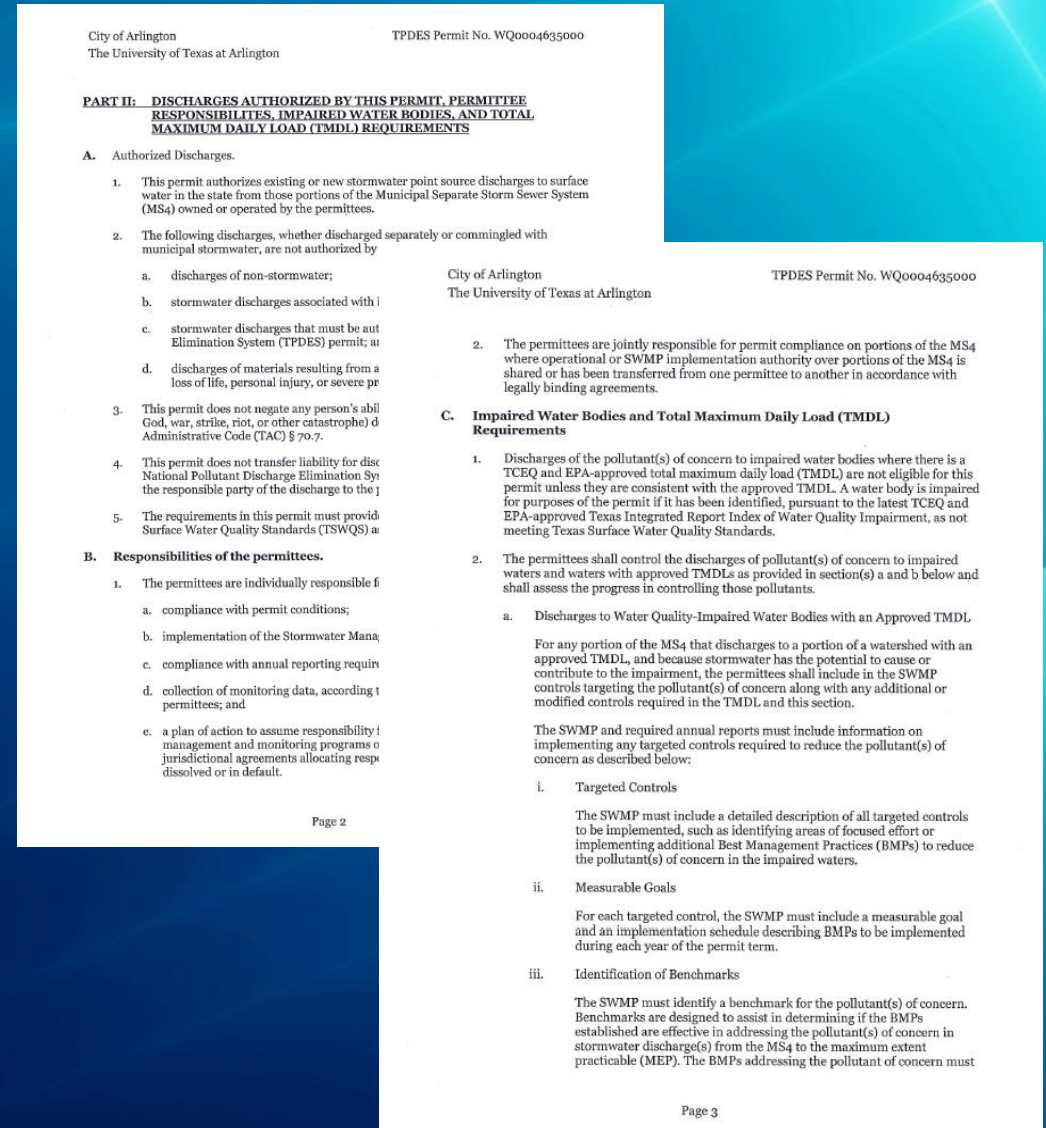 City of Arlington
TPDES Permit No. WQ0004635000
The University of Texas at Arlington
PART II: DISCHARGES AUTHORIZED BY THIS PERMIT, PERMITTEE
RESPONSIBILITES, IMPAIRED WATER BODIES, AND TOTAL
MAXIMUM DAILY LOAD (TMDL) REQUIREMENTS
A. Authorized Discharges.
1. This permit authorizes existing or new stormwater point source discharges to surface
water in the state from those portions of the Municipal Separate Storm Sewer System
(MS4) owned or operated by the permittees.
2. The following discharges, whether discharged separately or commingled with
municipal stormwater, are not authorized by
a. discharges of non-stormwater;
b. stormwater discharges associated with
c. stormwater discharges that must be
Elimination System (TPDES) permit;
d. discharges of materials resulting from a
loss of life, personal injury, or severe
3. This permit does not negate any person's
God, war, strike, riot, or other catastrophe)
Administrative Code (TAC) § 70.7.
4. This permit does not transfer liability for
National Pollutant Discharge Elimination
the responsible party of the discharge to the
5. The requirements in this permit must
Surface Water Quality Standards (TSWQS)
B. Responsibilities of the permittees.
1. The permittees are individually responsible
a. compliance with permit conditions;
b. implementation of the Stormwater
c. compliance with annual reporting
d. collection of monitoring data, according
permittees; and
e. a plan of action to assume responsibility
management and monitoring programs
jurisdictional agreements allocating
dissolved or in default.
Page 2
City of Arlington
TPDES Permit No. WQ0004635000
The University of Texas at Arlington
2. The permittees are jointly responsible for permit compliance on portions of the MS4
where operational or SWMP implementation authority over portions of the MS4 is
shared or has been transferred from one permittee to another in accordance with
legally binding agreements.
C. Impaired Water Bodies and Total Maximum Daily Load (TMDL)
Requirements
1. Discharges of the pollutant(s) of concern to impaired water bodies where there is a
TCEQ and EPA-approved total maximum daily load (TMDL) are not eligible for this
permit unless they are consistent with the approved TMDL. A water body is impaired
for purposes of the permit if it has been identified, pursuant to the latest TCEQ and
EPA-approved Texas Integrated Report Index of Water Quality Impairment, as not
meeting Texas Surface Water Quality Standards.
2. The permittees shall control the discharges of pollutant(s) of concern to impaired
waters and waters with approved TMDLs as provided in section(s) a and b below and
shall assess the progress in controlling those pollutants.
a. Discharges to Water Quality-Impaired Water Bodies with an Approved TMDL
For any portion of the MS4 that discharges to a portion of a watershed with an
approved TMDL, and because stormwater has the potential to cause or
contribute to the impairment, the permittees shall include in the SWMP
controls targeting the pollutant(s) of concern along with any additional or
modified controls required in the TMDL and this section.
The SWMP and required annual reports must include information on
implementing any targeted controls required to reduce the pollutant(s) of
concern as described below:
i. Targeted Controls
The SWMP must include a detailed description of all targeted controls
to be implemented, such as identifying areas of focused effort or
implementing additional Best Management Practices (BMPs) to reduce
the pollutant(s) of concern in the impaired waters.
ii. Measurable Goals
For each targeted control, the SWMP must include a measurable goal
and an implementation schedule describing BMPs to be implemented
during each year of the permit term.
iii. Identification of Benchmarks
The SWMP must identify a benchmark for the pollutant(s) of concern.
Benchmarks are designed to assist in determining if the BMPs
established are effective in addressing the pollutant(s) of concern in
stormwater discharge(s) from the MS4 to the maximum extent
practicable (MEP). The BMPs addressing the pollutant of concern must
Page 3